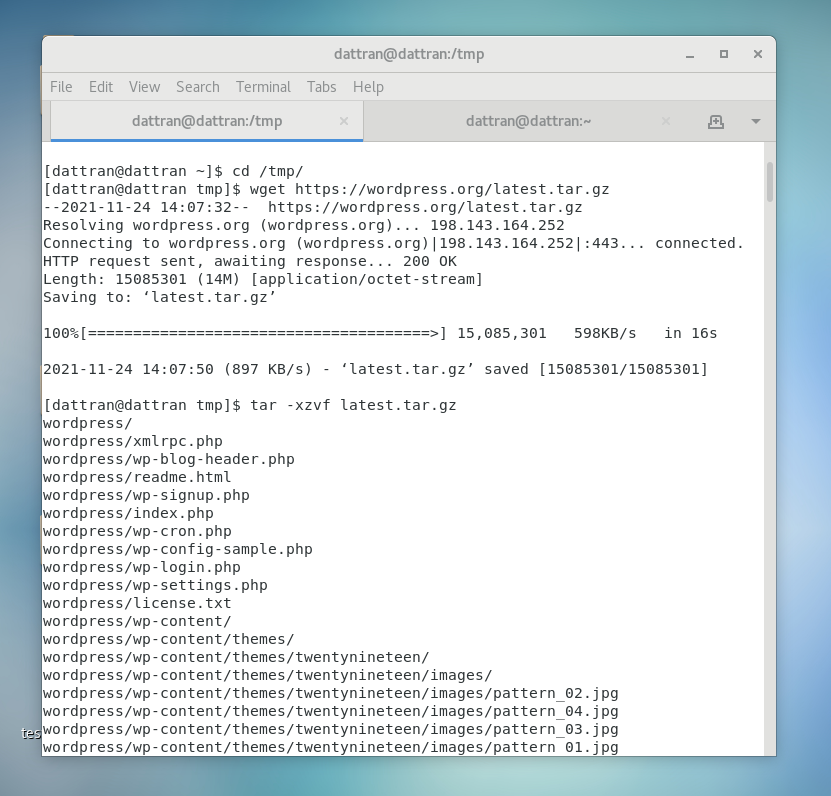 dattran@dattran:/tmp
File Edit View Search Terminal Tabs Help
dattran@dattran:/tmp dattran@dattran:~
[dattran@dattran ~]$ cd /tmp/
[dattran@dattran tmp]$ wget https://wordpress.org/latest.tar.gz
--2021-11-24 14:07:32--  https://wordpress.org/latest.tar.gz
Resolving wordpress.org (wordpress.org)... 198.143.164.252
Connecting to wordpress.org (wordpress.org)|198.143.164.252|:443... connected.
HTTP request sent, awaiting response... 200 OK
Length: 15085301 (14M) [application/octet-stream]
Saving to: ‘latest.tar.gz’
100%[======================================>] 15,085,301   598KB/s   in 16s
2021-11-24 14:07:50 (897 KB/s) - ‘latest.tar.gz’ saved [15085301/15085301]
[dattran@dattran tmp]$ tar -xzvf latest.tar.gz
wordpress/
wordpress/xmlrpc.php
wordpress/wp-blog-header.php
wordpress/readme.html
wordpress/wp-signup.php
wordpress/index.php
wordpress/wp-cron.php
wordpress/wp-config-sample.php
wordpress/wp-login.php
wordpress/wp-settings.php
wordpress/license.txt
wordpress/wp-content/
wordpress/wp-content/themes/
wordpress/wp-content/themes/twentynineteen/
wordpress/wp-content/themes/twentynineteen/images/
wordpress/wp-content/themes/twentynineteen/images/pattern_02.jpg
wordpress/wp-content/themes/twentynineteen/images/pattern_04.jpg
wordpress/wp-content/themes/twentynineteen/images/pattern_03.jpg
tes
wordpress/wp-content/themes/twentynineteen/images/pattern_01.jpg